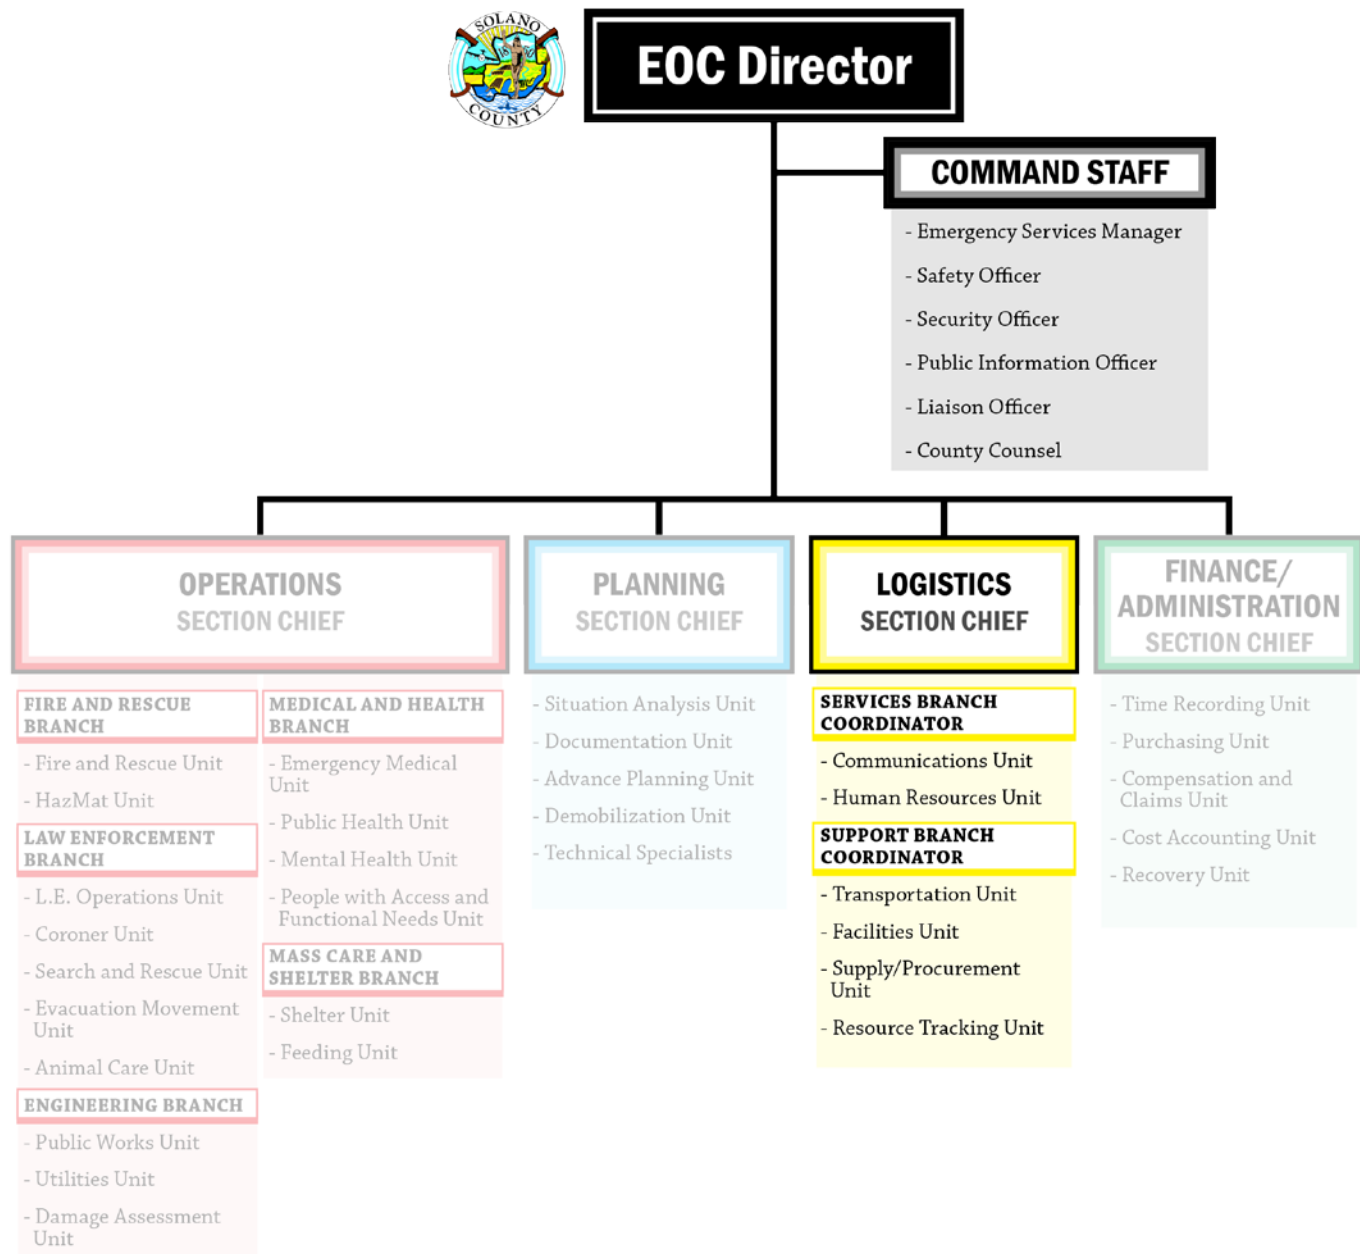 SOLANO
1850
COUNTY
EOC Director
COMMAND STAFF
- Emergency Services Manager
- Safety Officer
- Security Officer
- Public Information Officer
- Liaison Officer
- County Counsel
OPERATIONS
SECTION CHIEF
FIRE AND RESCUE
BRANCH
- Fire and Rescue Unit
- HazMat Unit
LAW ENFORCEMENT
BRANCH
- L.E. Operations Unit
- Coroner Unit
- Search and Rescue Unit
- Evacuation Movement
Unit
- Animal Care Unit
ENGINEERING BRANCH
- Public Works Unit
- Utilities Unit
- Damage Assessment
Unit
MEDICAL AND HEALTH
BRANCH
- Emergency Medical
Unit
- Public Health Unit
- Mental Health Unit
- People with Access and
Functional Needs Unit
MASS CARE AND
SHELTER BRANCH
- Shelter Unit
- Feeding Unit
PLANNING
SECTION CHIEF
- Situation Analysis Unit
- Documentation Unit
- Advance Planning Unit
- Demobilization Unit
- Technical Specialists
LOGISTICS
SECTION CHIEF
SERVICES BRANCH
COORDINATOR
- Communications Unit
- Human Resources Unit
SUPPORT BRANCH
COORDINATOR
- Transportation Unit
- Facilities Unit
- Supply/Procurement
Unit
- Resource Tracking Unit
FINANCE/
ADMINISTRATION
SECTION CHIEF
- Time Recording Unit
- Purchasing Unit
- Compensation and
Claims Unit
- Cost Accounting Unit
- Recovery Unit